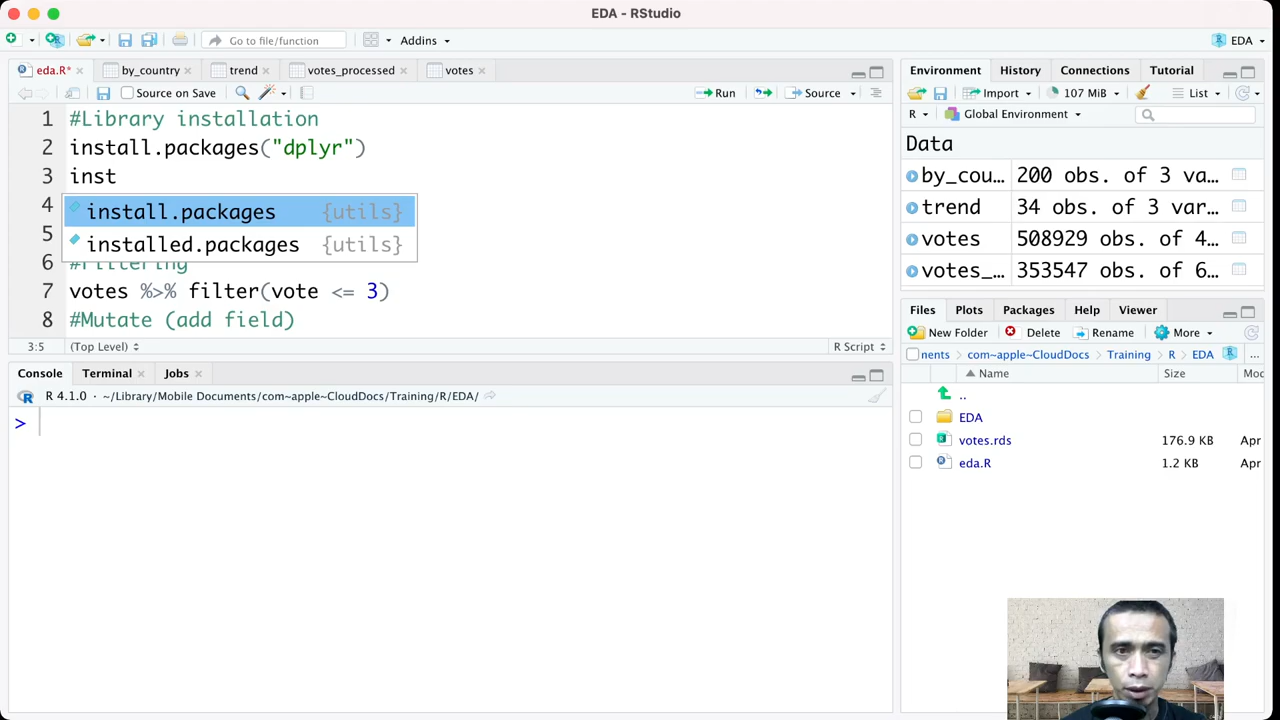 EDA - RStudio
Go to file/function
Addins
EDA
eda.R*
by_country
trend
votes_processed
votes
Source on Save
Run
Source
1 #Library installation
2 install.packages("dplyr")
3 inst
4
install.packages {utils}
5
installed.packages {utils}
6 #Filtering
7 votes %>% filter(vote <= 3)
8 #Mutate (add field)
3:5
(Top Level)
R Script
Console
Terminal
Jobs
R 4.1.0 · ~/Library/Mobile Documents/com~apple~CloudDocs/Training/R/EDA/
>
Environment
History
Connections
Tutorial
Import
107 MiB
List
R
Global Environment
Data
by_cou… 200 obs. of 3 va…
trend 34 obs. of 3 var…
votes 508929 obs. of 4…
votes_… 353547 obs. of 6…
Files
Plots
Packages
Help
Viewer
New Folder
Delete
Rename
More
nents
com~apple~CloudDocs
Training
R
EDA
...
Name
Size
Mod
..
EDA
votes.rds 176.9 KB Apr
eda.R 1.2 KB Apr